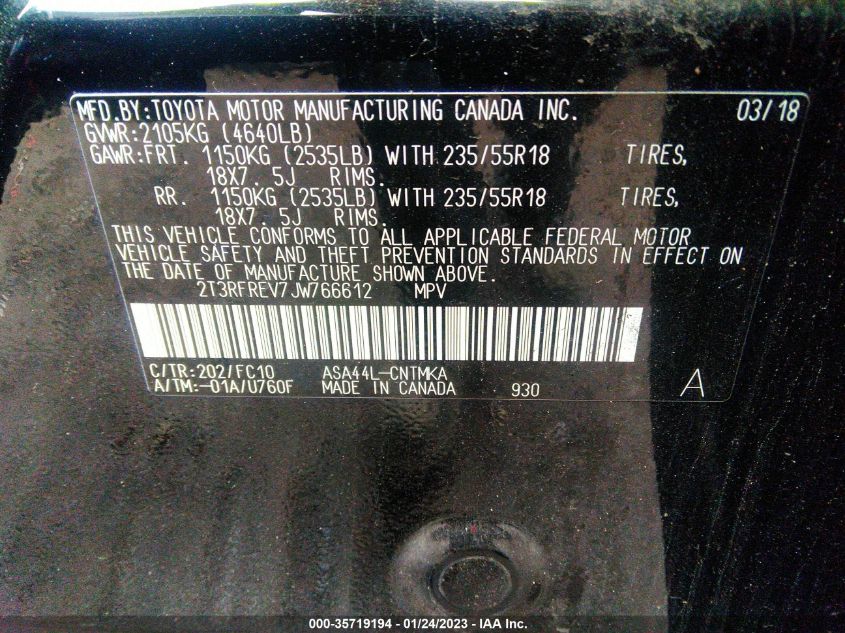 MFD.BY:TOYOTA MOTOR MANUFACTURING CANADA INC. 03/18
GVWR:2105KG (4640LB)
GAWR:FRT. 1150KG (2535LB) WITH 235/55R18 TIRES,
18X7.5J RIMS.
RR. 1150KG (2535LB) WITH 235/55R18 TIRES,
18X7.5J RIMS.
THIS VEHICLE CONFORMS TO ALL APPLICABLE FEDERAL MOTOR
VEHICLE SAFETY AND THEFT PREVENTION STANDARDS IN EFFECT ON
THE DATE OF MANUFACTURE SHOWN ABOVE.
2T3RFREV7JW766612 MPV
C/TR:202/FC10 ASA44L-CNTMKA
A/TM:-01A/U760F MADE IN CANADA 930 A
000-35719194 - 01/24/2023 - IAA Inc.